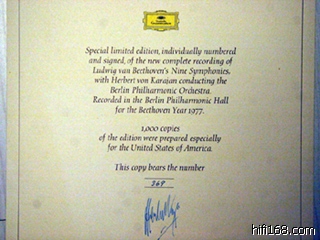 Deutsche
Grammophon
Special limited edition, individually numbered
and signed, of the new complete recording of
Ludwig van Beethoven's Nine Symphonies,
with Herbert von Karajan conducting the
Berlin Philharmonic Orchestra.
Recorded in the Berlin Philharmonic Hall
for the Beethoven Year 1977.
1,000 copies
of the edition were prepared especially
for the United States of America.
This copy bears the number
369
hifi168.com